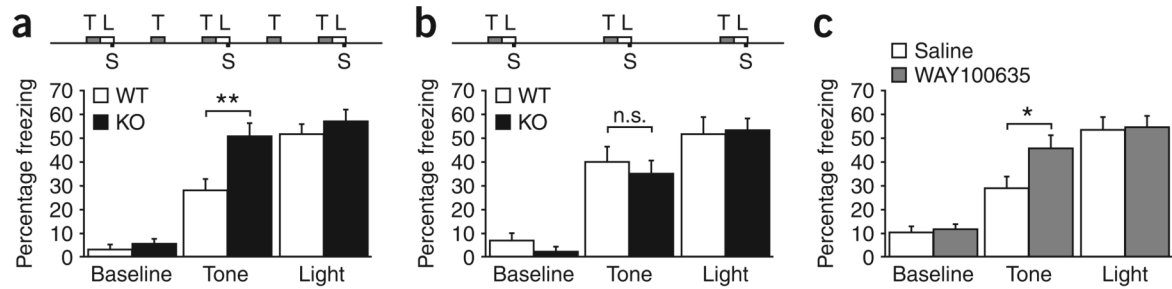 a
T L T T L T T L
S S S
Percentage freezing
70
60
50
40
30
20
10
0
WT
KO
**
Baseline Tone Light
b
T L T L T L
S S S
Percentage freezing
70
60
50
40
30
20
10
0
WT
KO
n.s.
Baseline Tone Light
c
Saline
WAY100635
Percentage freezing
70
60
50
40
30
20
10
0
*
Baseline Tone Light